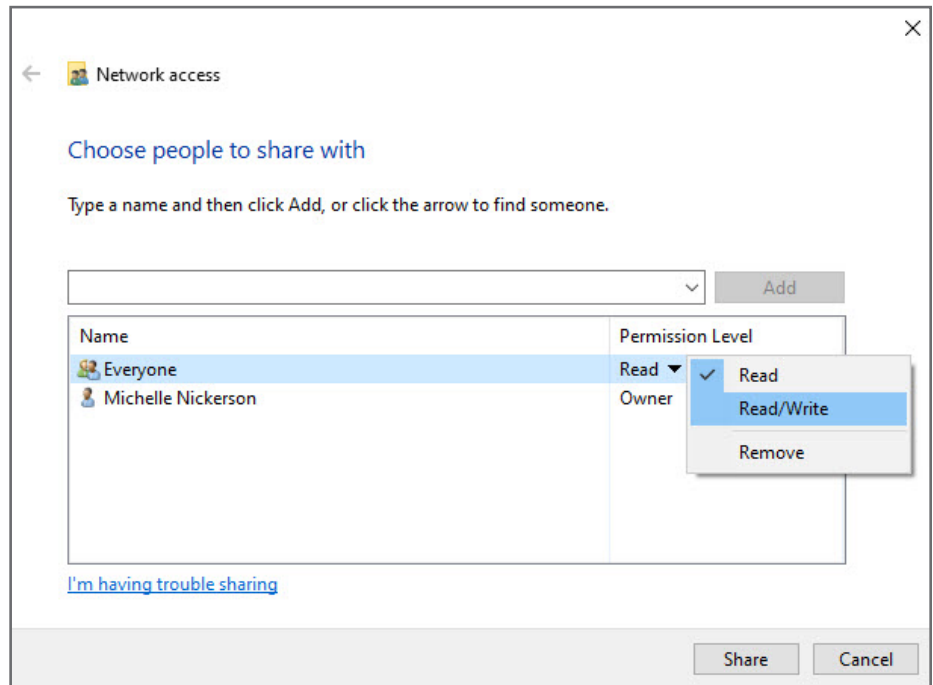 Network access
Choose people to share with
Type a name and then click Add, or click the arrow to find someone.
Add
Name Permission Level
Everyone Read
Michelle Nickerson Owner
Read
Read/Write
Remove
I'm having trouble sharing
Share Cancel